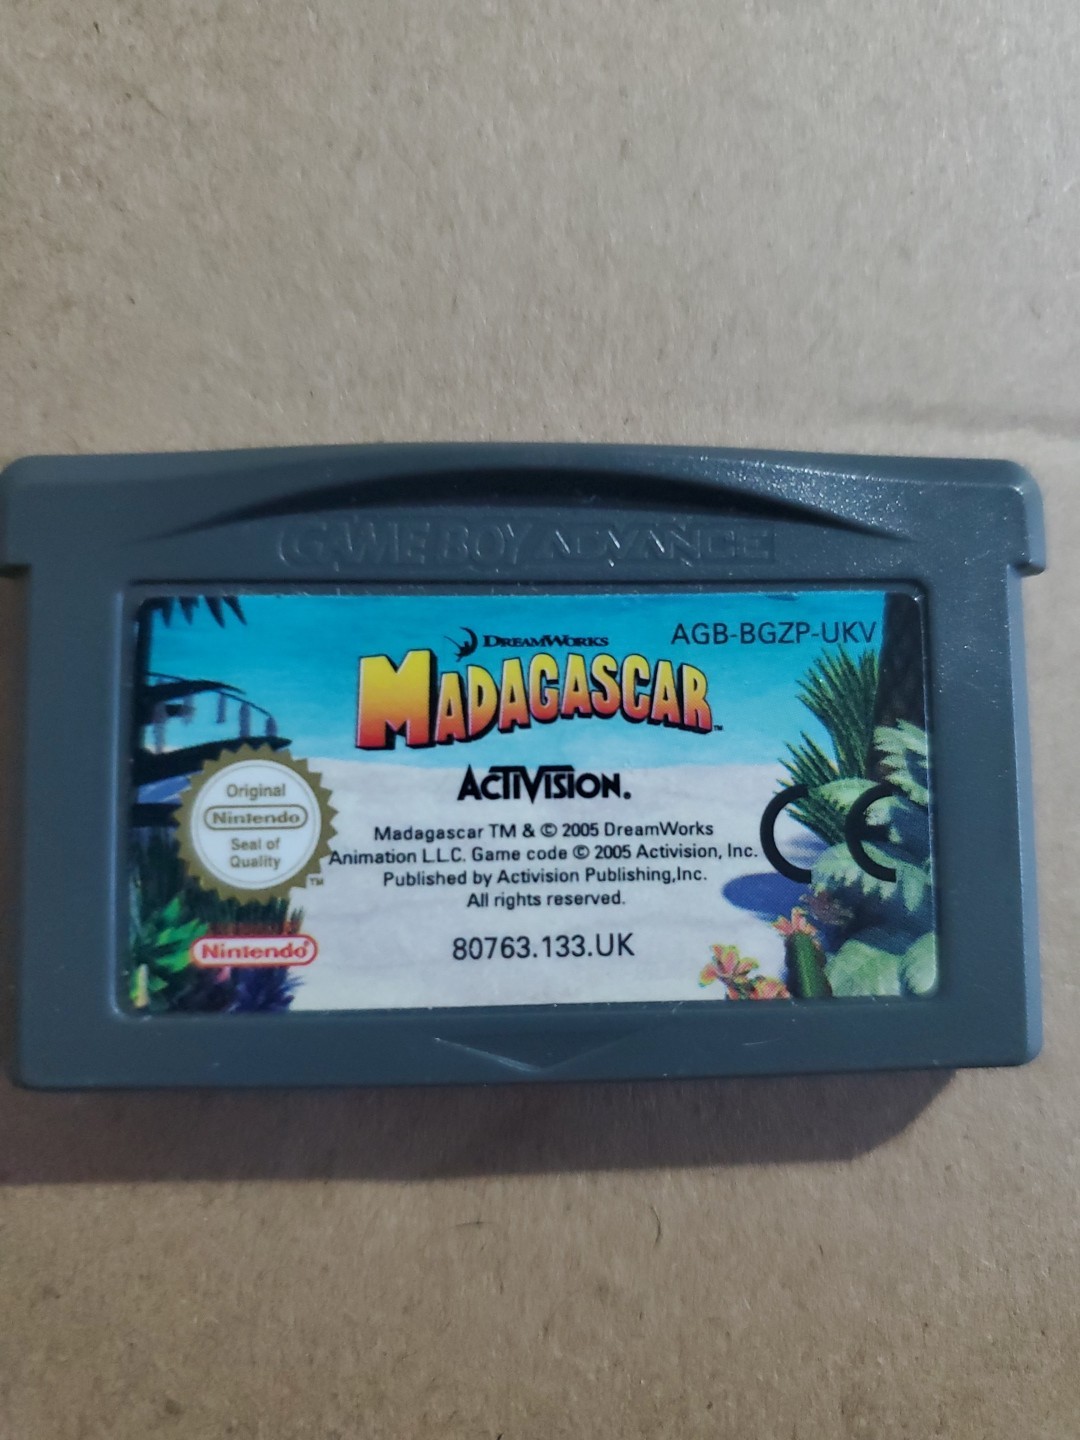 GAME BOY ADVANCE
DREAMWORKS
AGB-BGZP-UKV
MADAGASCAR™
ACTIVISION.
Original
Nintendo
Seal of
Quality
TM
Madagascar TM & © 2005 DreamWorks
Animation L.L.C. Game code © 2005 Activision, Inc.
Published by Activision Publishing,Inc.
All rights reserved.
CE
Nintendo®
80763.133.UK